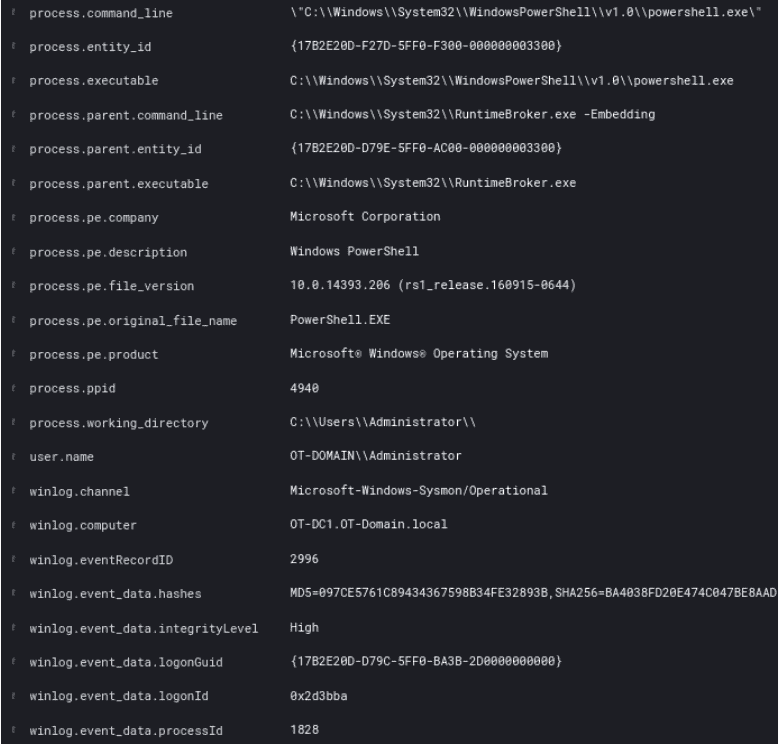 t process.command_line \"C:\\Windows\\System32\\WindowsPowerShell\\v1.0\\powershell.exe\"
t process.entity_id {17B2E20D-F27D-5FF0-F300-000000003300}
t process.executable C:\\Windows\\System32\\WindowsPowerShell\\v1.0\\powershell.exe
t process.parent.command_line C:\\Windows\\System32\\RuntimeBroker.exe -Embedding
t process.parent.entity_id {17B2E20D-D79E-5FF0-AC00-000000003300}
t process.parent.executable C:\\Windows\\System32\\RuntimeBroker.exe
t process.pe.company Microsoft Corporation
t process.pe.description Windows PowerShell
t process.pe.file_version 10.0.14393.206 (rs1_release.160915-0644)
t process.pe.original_file_name PowerShell.EXE
t process.pe.product Microsoft® Windows® Operating System
t process.ppid 4940
t process.working_directory C:\\Users\\Administrator\\
t user.name OT-DOMAIN\\Administrator
t winlog.channel Microsoft-Windows-Sysmon/Operational
t winlog.computer OT-DC1.OT-Domain.local
t winlog.eventRecordID 2996
t winlog.event_data.hashes MD5=097CE5761C89434367598B34FE32893B,SHA256=BA4038FD20E474C047BE8AAD
t winlog.event_data.integrityLevel High
t winlog.event_data.logonGuid {17B2E20D-D79C-5FF0-BA3B-2D0000000000}
t winlog.event_data.logonId 0x2d3bba
t winlog.event_data.processId 1828